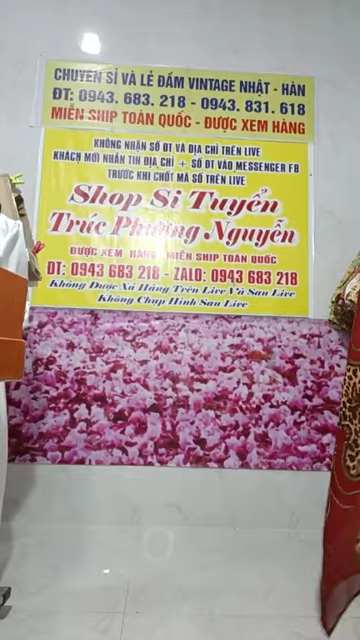 CHUYÊN SỈ VÀ LẺ ĐẦM VINTAGE NHẬT - HÀN
ĐT: 0943. 683. 218 - 0943. 831. 618
MIỄN SHIP TOÀN QUỐC - ĐƯỢC XEM HÀNG
KHÔNG NHẬN SỐ ĐT VÀ ĐỊA CHỈ TRÊN LIVE
KHÁCH MỚI NHẮN TIN ĐỊA CHỈ + SỐ ĐT VÀO MESSENGER FB
TRƯỚC KHI CHỐT MÃ SỐ TRÊN LIVE
Shop Si Tuyển
Trúc Phương Nguyễn
ĐƯỢC XEM HÀNG MIỄN SHIP TOÀN QUỐC
ĐT: 0943 683 218 - ZALO: 0943 683 218
Không Được Xả Hàng Trên Live Và Sau Live
Không Chụp Hình Sau Live